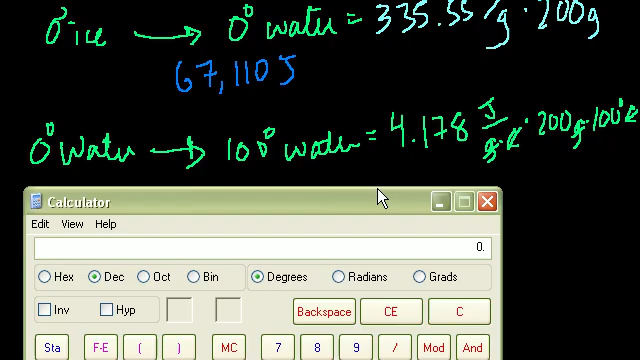 0° ice → 0° water = 335.55 J/g · 200g
67,110 J
0° water → 100° water = 4.178 J/g·K · 200g · 100°K
Calculator
Edit View Help
0.
Hex Dec Oct Bin Degrees Radians Grads
Inv Hyp Backspace CE C
Sta F-E ( ) MC 7 8 9 / Mod And